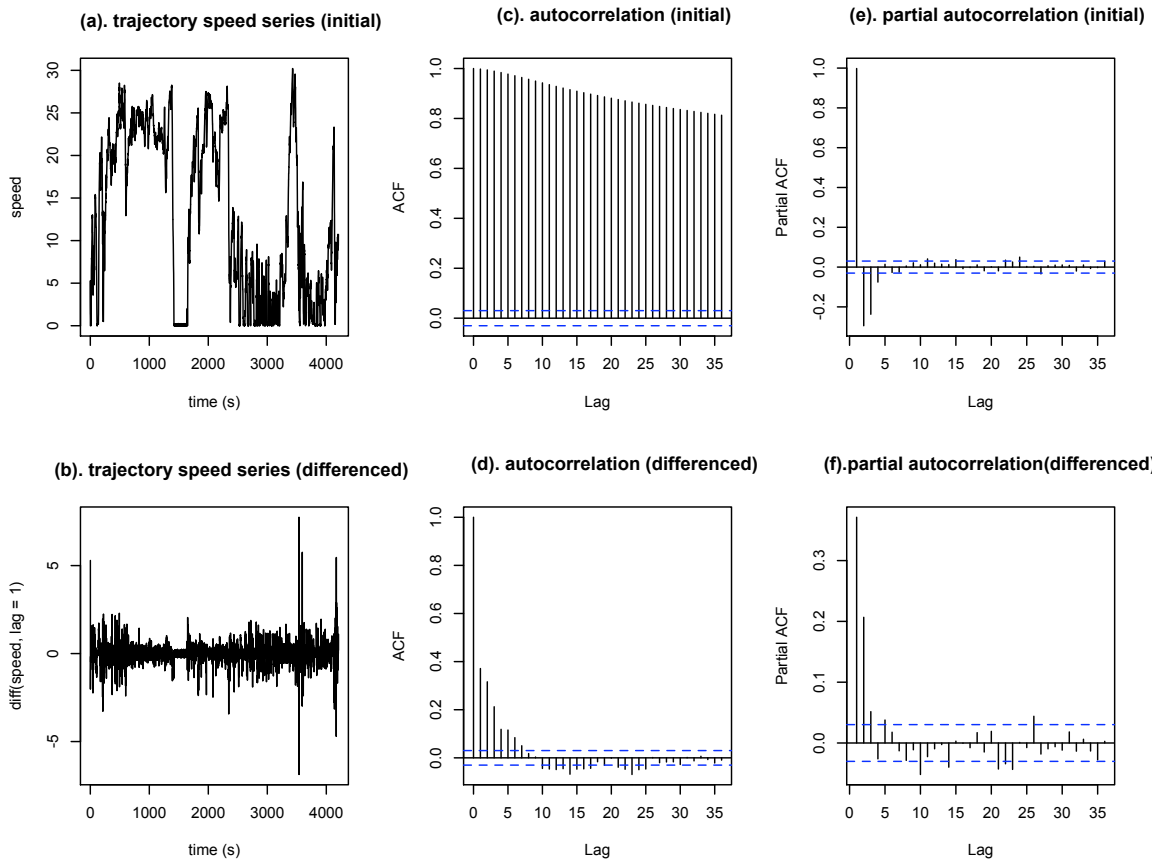 (a). trajectory speed series (initial)
speed
0
5
10
15
20
25
30
0 1000 2000 3000 4000
time (s)
(c). autocorrelation (initial)
ACF
0.0
0.2
0.4
0.6
0.8
1.0
0 5 10 15 20 25 30 35
Lag
(e). partial autocorrelation (initial)
Partial ACF
-0.2
0.0
0.2
0.4
0.6
0.8
1.0
0 5 10 15 20 25 30 35
Lag
(b). trajectory speed series (differenced)
diff(speed, lag = 1)
-5
0
5
0 1000 2000 3000 4000
time (s)
(d). autocorrelation (differenced)
ACF
0.0
0.2
0.4
0.6
0.8
1.0
0 5 10 15 20 25 30 35
Lag
(f).partial autocorrelation(differenced)
Partial ACF
0.0
0.1
0.2
0.3
0 5 10 15 20 25 30 35
Lag